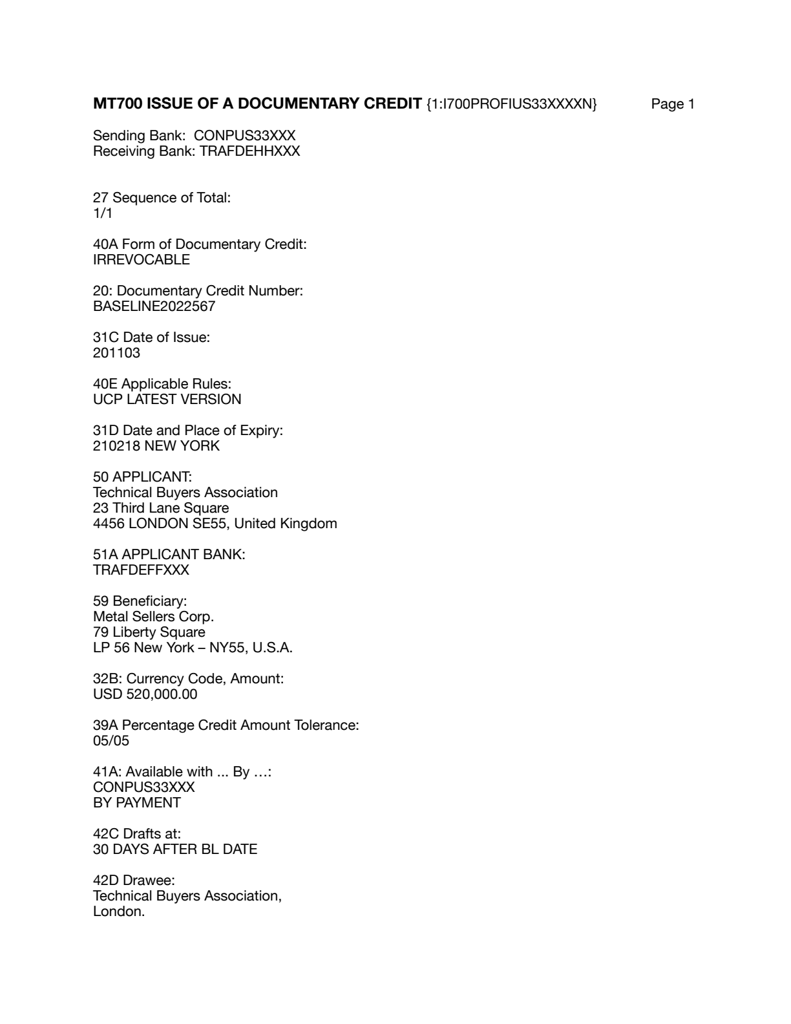 MT700 ISSUE OF A DOCUMENTARY CREDIT {1:I700PROFIUS33XXXXN} Page 1
Sending Bank: CONPUS33XXX
Receiving Bank: TRAFDEHHXXX
27 Sequence of Total:
1/1
40A Form of Documentary Credit:
IRREVOCABLE
20: Documentary Credit Number:
BASELINE2022567
31C Date of Issue:
201103
40E Applicable Rules:
UCP LATEST VERSION
31D Date and Place of Expiry:
210218 NEW YORK
50 APPLICANT:
Technical Buyers Association
23 Third Lane Square
4456 LONDON SE55, United Kingdom
51A APPLICANT BANK:
TRAFDEFFXXX
59 Beneficiary:
Metal Sellers Corp.
79 Liberty Square
LP 56 New York – NY55, U.S.A.
32B: Currency Code, Amount:
USD 520,000.00
39A Percentage Credit Amount Tolerance:
05/05
41A: Available with ... By …:
CONPUS33XXX
BY PAYMENT
42C Drafts at:
30 DAYS AFTER BL DATE
42D Drawee:
Technical Buyers Association,
London.